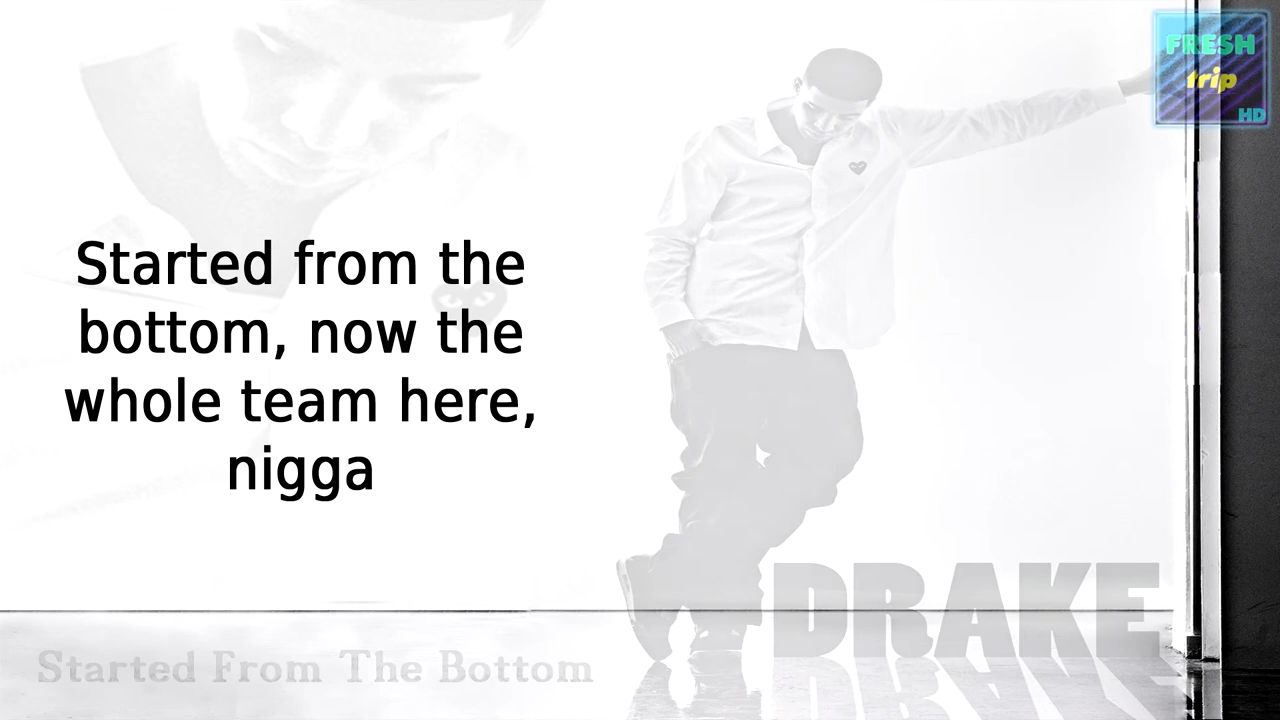 FRESH
trip
HD
Started from the
bottom, now the
whole team here,
nigga
DRAKE
Started From The Bottom